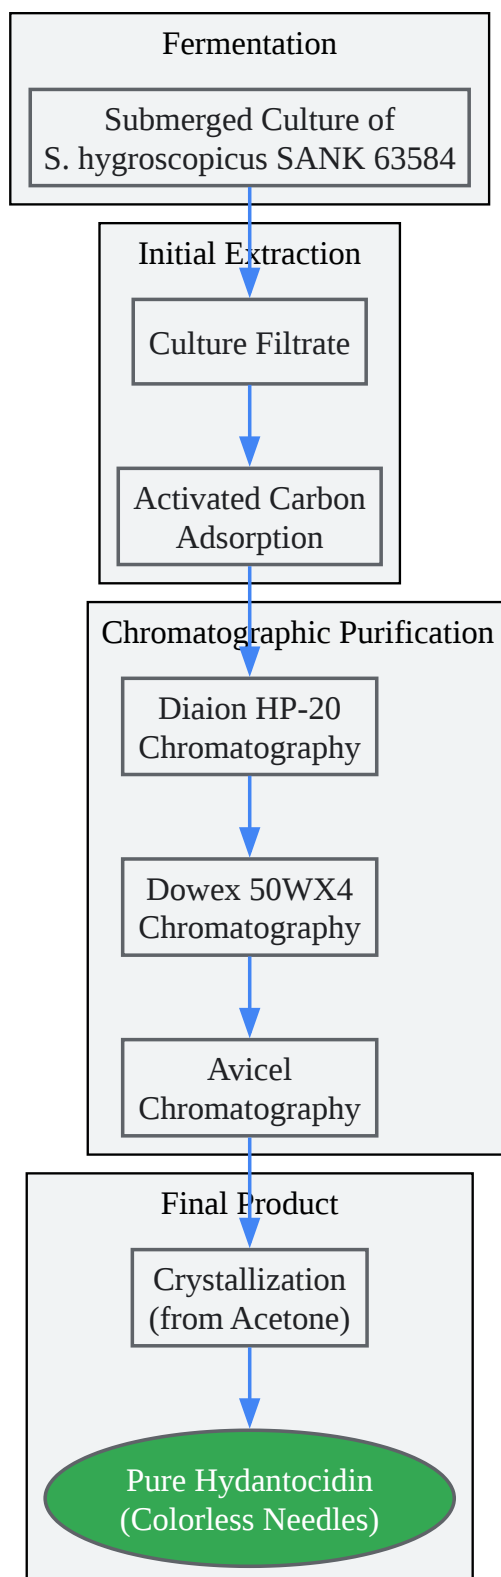 Fermentation
Submerged Culture of
S. hygroscopicus SANK 63584
Initial Extraction
Culture Filtrate
Activated Carbon
Adsorption
Chromatographic Purification
Diaion HP-20
Chromatography
Dowex 50WX4
Chromatography
Avicel
Chromatography
Final Product
Crystallization
(from Acetone)
Pure Hydantocidin
(Colorless Needles)